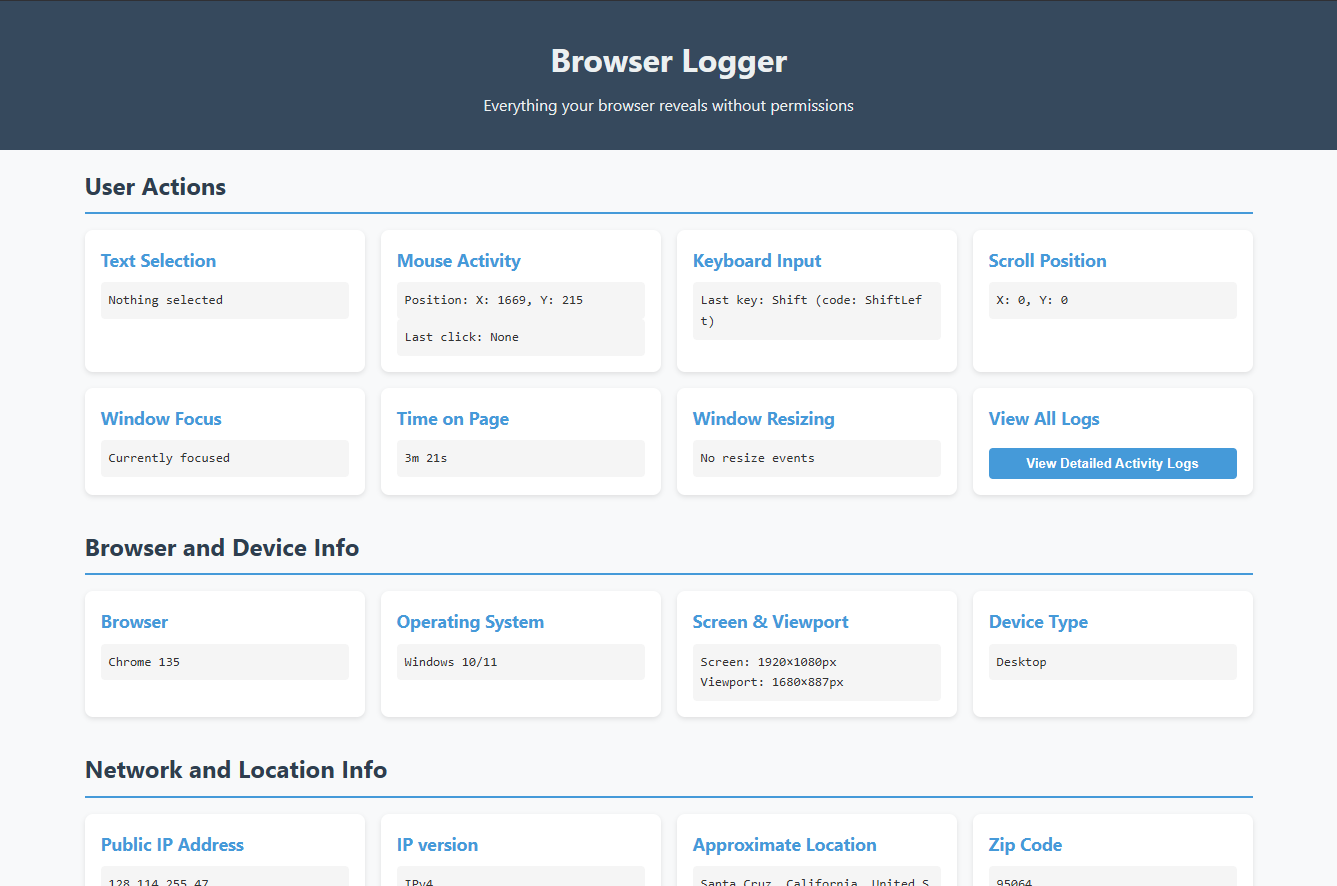 Browser Logger
Everything your browser reveals without permissions
User Actions
Text Selection
Nothing selected
Mouse Activity
Position: X: 1669, Y: 215
Last click: None
Keyboard Input
Last key: Shift (code: ShiftLef
t)
Scroll Position
X: 0, Y: 0
Window Focus
Currently focused
Time on Page
3m 21s
Window Resizing
No resize events
View All Logs
View Detailed Activity Logs
Browser and Device Info
Browser
Chrome 135
Operating System
Windows 10/11
Screen & Viewport
Screen: 1920×1080px
Viewport: 1680×887px
Device Type
Desktop
Network and Location Info
Public IP Address
128.114.255.47
IP version
IPv4
Approximate Location
Santa Cruz, California, United S
Zip Code
95064